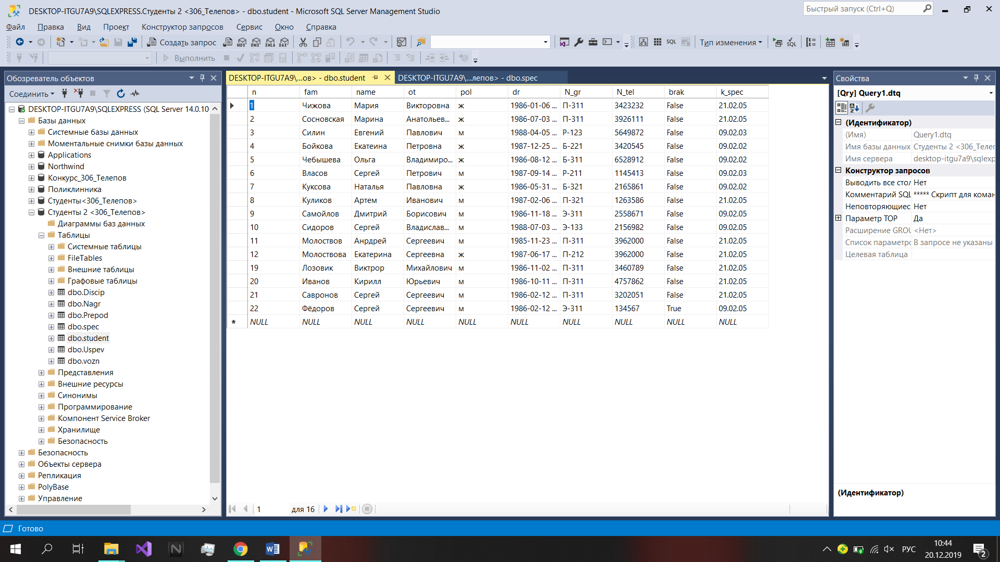 DESKTOP-ITGU7A9\SQLEXPRESS.Студенты 2 <306_Телепов> - dbo.student - Microsoft SQL Server Management Studio
Быстрый запуск (Ctrl+Q)
Файл Правка Вид Проект Конструктор запросов Сервис Окно Справка
Создать запрос MDX DMX XMLA DAX SQL Тип изменения SQL
Выполнить
Обозреватель объектов
Соединить
DESKTOP-ITGU7A9\SQLEXPRESS (SQL Server 14.0.10
Базы данных
Системные базы данных
Моментальные снимки базы данных
Applications
Northwind
Конкурс_306_Телепов
Поликлинника
Студенты<306_Телепов>
Студенты 2 <306_Телепов>
Диаграммы баз данных
Таблицы
Системные таблицы
FileTables
Внешние таблицы
Графовые таблицы
dbo.Discip
dbo.Nagr
dbo.Prepod
dbo.spec
dbo.student
dbo.Uspev
dbo.vozn
Представления
Внешние ресурсы
Синонимы
Программирование
Компонент Service Broker
Хранилище
Безопасность
Безопасность
Объекты сервера
Репликация
PolyBase
Управление
DESKTOP-ITGU7A9\...ов> - dbo.student DESKTOP-ITGU7A9\...лепов> - dbo.spec
n fam name ot pol dr N_gr N_tel brak k_spec
1 Чижова Мария Викторовна ж 1986-01-06 ... П-311 3423232 False 21.02.05
2 Сосновская Марина Анатольев... ж 1986-07-03 ... П-311 3926111 False 21.02.05
3 Силин Евгений Павлович м 1988-04-05 ... Р-123 5649872 False 09.02.03
4 Бойкова Екатеина Петровна ж 1987-12-25 ... Б-221 3420545 False 09.02.02
5 Чебышева Ольга Владимиро... ж 1986-08-12 ... Б-311 6528912 False 09.02.02
6 Власов Сергей Петрович м 1987-09-14 ... Р-211 1145413 False 09.02.03
7 Куксова Наталья Павловна ж 1986-05-31 ... Б-321 2165861 False 09.02.02
8 Куликов Артем Иванович м 1987-02-06 ... П-321 1263586 False 21.02.05
9 Самойлов Дмитрий Борисович м 1986-11-18 ... Э-311 2558671 False 09.02.05
10 Сидоров Сергей Владислав... м 1988-07-03 ... Э-133 2156982 False 09.02.05
11 Молоствов Анрдрей Сергеевич м 1985-11-23 ... П-311 3962000 False 21.02.05
12 Молоствова Екатерина Сергеевна ж 1987-06-17 ... П-212 3962000 False 21.02.05
19 Лозовик Виктрор Михайлович м 1986-11-02 ... П-311 3460789 False 21.02.05
20 Иванов Кирилл Юрьевич м 1986-10-11 ... П-311 4757862 False 21.02.05
21 Савронов Сергей Сергеевич м 1986-02-12 ... П-311 3202051 False 21.02.05
22 Фёдоров Сергей Сергеевич м 1986-02-12 ... Э-311 134567 True 09.02.05
* NULL NULL NULL NULL NULL NULL NULL NULL NULL NULL
1 для 16
Свойства
[Qry] Query1.dtq
(Идентификатор)
(Имя) Query1.dtq
Имя базы данных Студенты 2 <306_Телеп
Имя сервера desktop-itgu7a9\sqlexp
Конструктор запросов
Выводить все стол Нет
Комментарий SQL ***** Скрипт для коман
Неповторяющиес Нет
Параметр TOP Да
Расширение GROU <Нет>
Список параметро В запросе не указаны
Целевая таблица
(Идентификатор)
Готово
РУС
10:44
20.12.2019
2